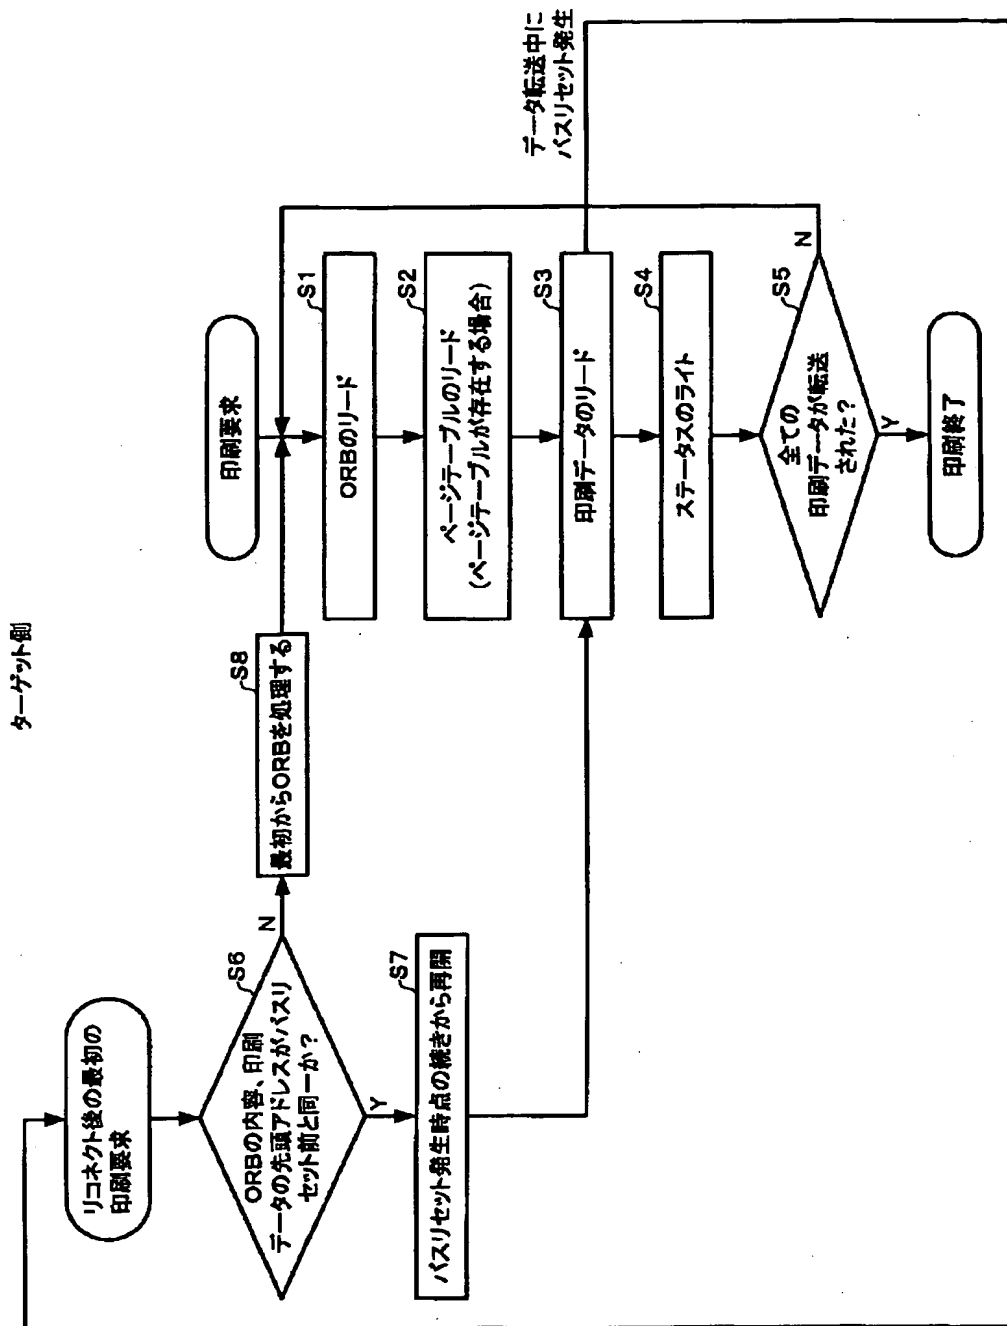 ターゲット側
印刷要求
S1
ORBのリード
S2
ページテーブルのリード
(ページテーブルが存在する場合)
S3
印刷データのリード
S4
ステータスのライト
S5
全ての
印刷データが転送
された？
N
Y
印刷終了
データ転送中に
バスリセット発生
リコネクト後の最初の
印刷要求
S6
ORBの内容、印刷
データの先頭アドレスがバスリ
セット前と同一か？
N
Y
S8
最初からORBを処理する
S7
バスリセット発生時点の続きから再開